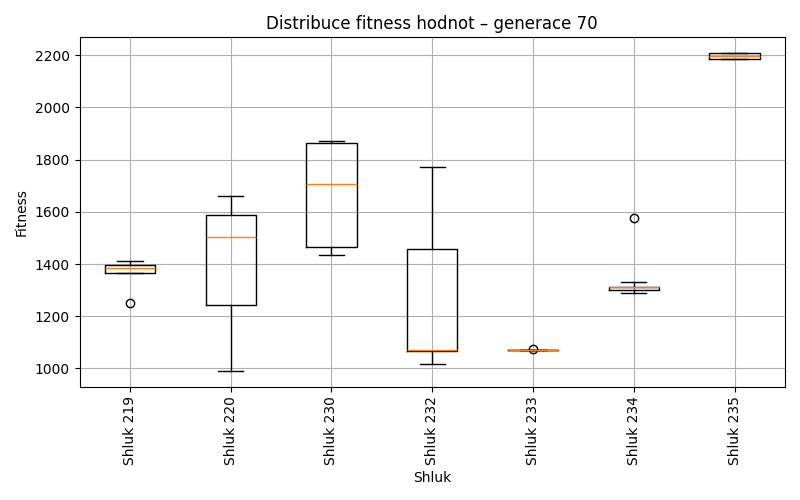 Distribuce fitness hodnot – generace 70
Fitness
2200
2000
1800
1600
1400
1200
1000
Shluk 219
Shluk 220
Shluk 230
Shluk 232
Shluk 233
Shluk 234
Shluk 235
Shluk